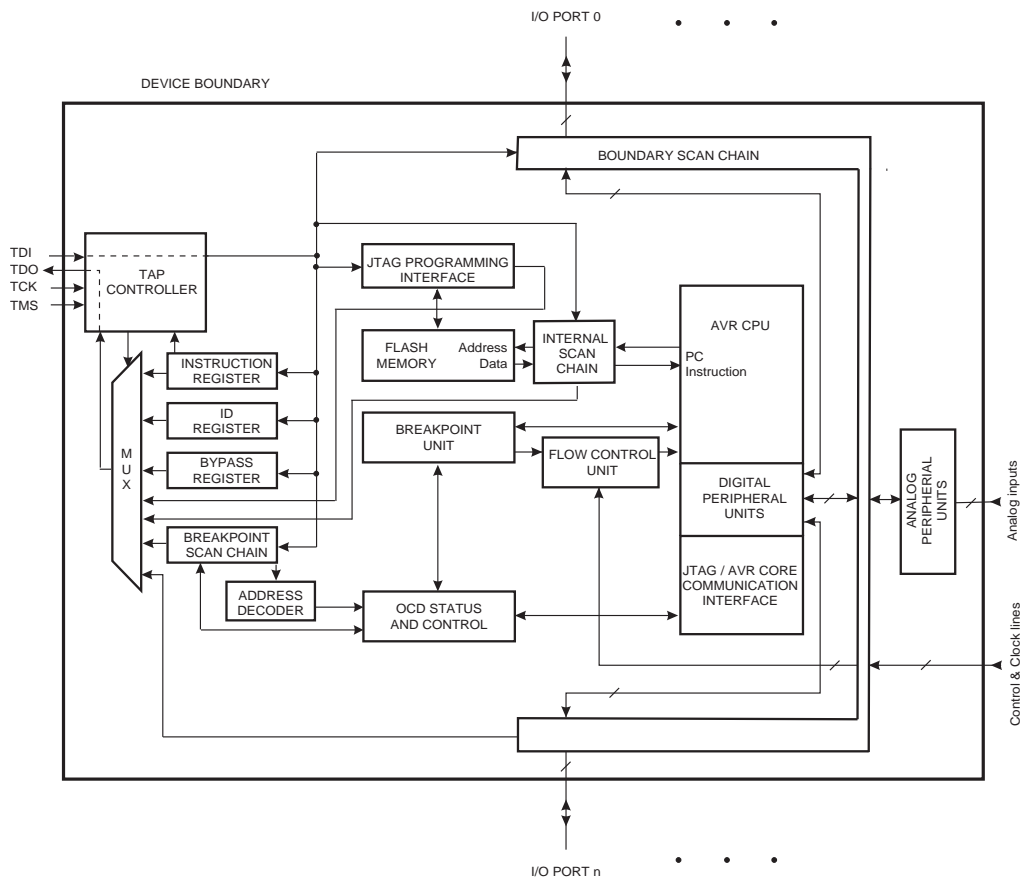 I/O PORT 0
DEVICE BOUNDARY
BOUNDARY SCAN CHAIN
TDI
TDO
TCK
TMS
TAP
CONTROLLER
JTAG PROGRAMMING
INTERFACE
AVR CPU
FLASH
MEMORY
Address
Data
INTERNAL
SCAN
CHAIN
PC
Instruction
INSTRUCTION
REGISTER
ID
REGISTER
M
U
X
BREAKPOINT
UNIT
FLOW CONTROL
UNIT
BYPASS
REGISTER
DIGITAL
PERIPHERAL
UNITS
ANALOG
PERIPHERIAL
UNITS
Analog inputs
BREAKPOINT
SCAN CHAIN
ADDRESS
DECODER
OCD STATUS
AND CONTROL
JTAG / AVR CORE
COMMUNICATION
INTERFACE
Control & Clock lines
I/O PORT n